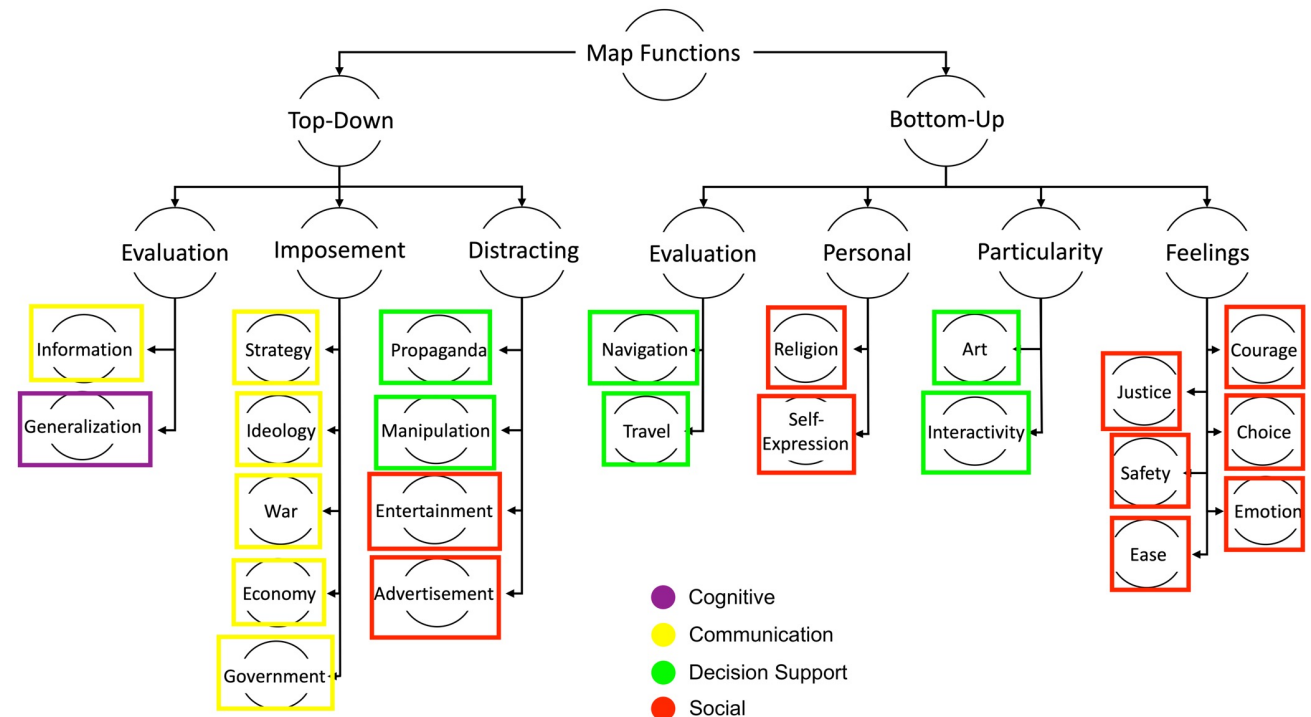 Map Functions
Top-Down
Bottom-Up
Evaluation
Imposement
Distracting
Evaluation
Personal
Particularity
Feelings
Information
Generalization
Strategy
Ideology
War
Economy
Government
Propaganda
Manipulation
Entertainment
Advertisement
Navigation
Travel
Religion
Self-
Expression
Art
Interactivity
Justice
Safety
Ease
Courage
Choice
Emotion
Cognitive
Communication
Decision Support
Social